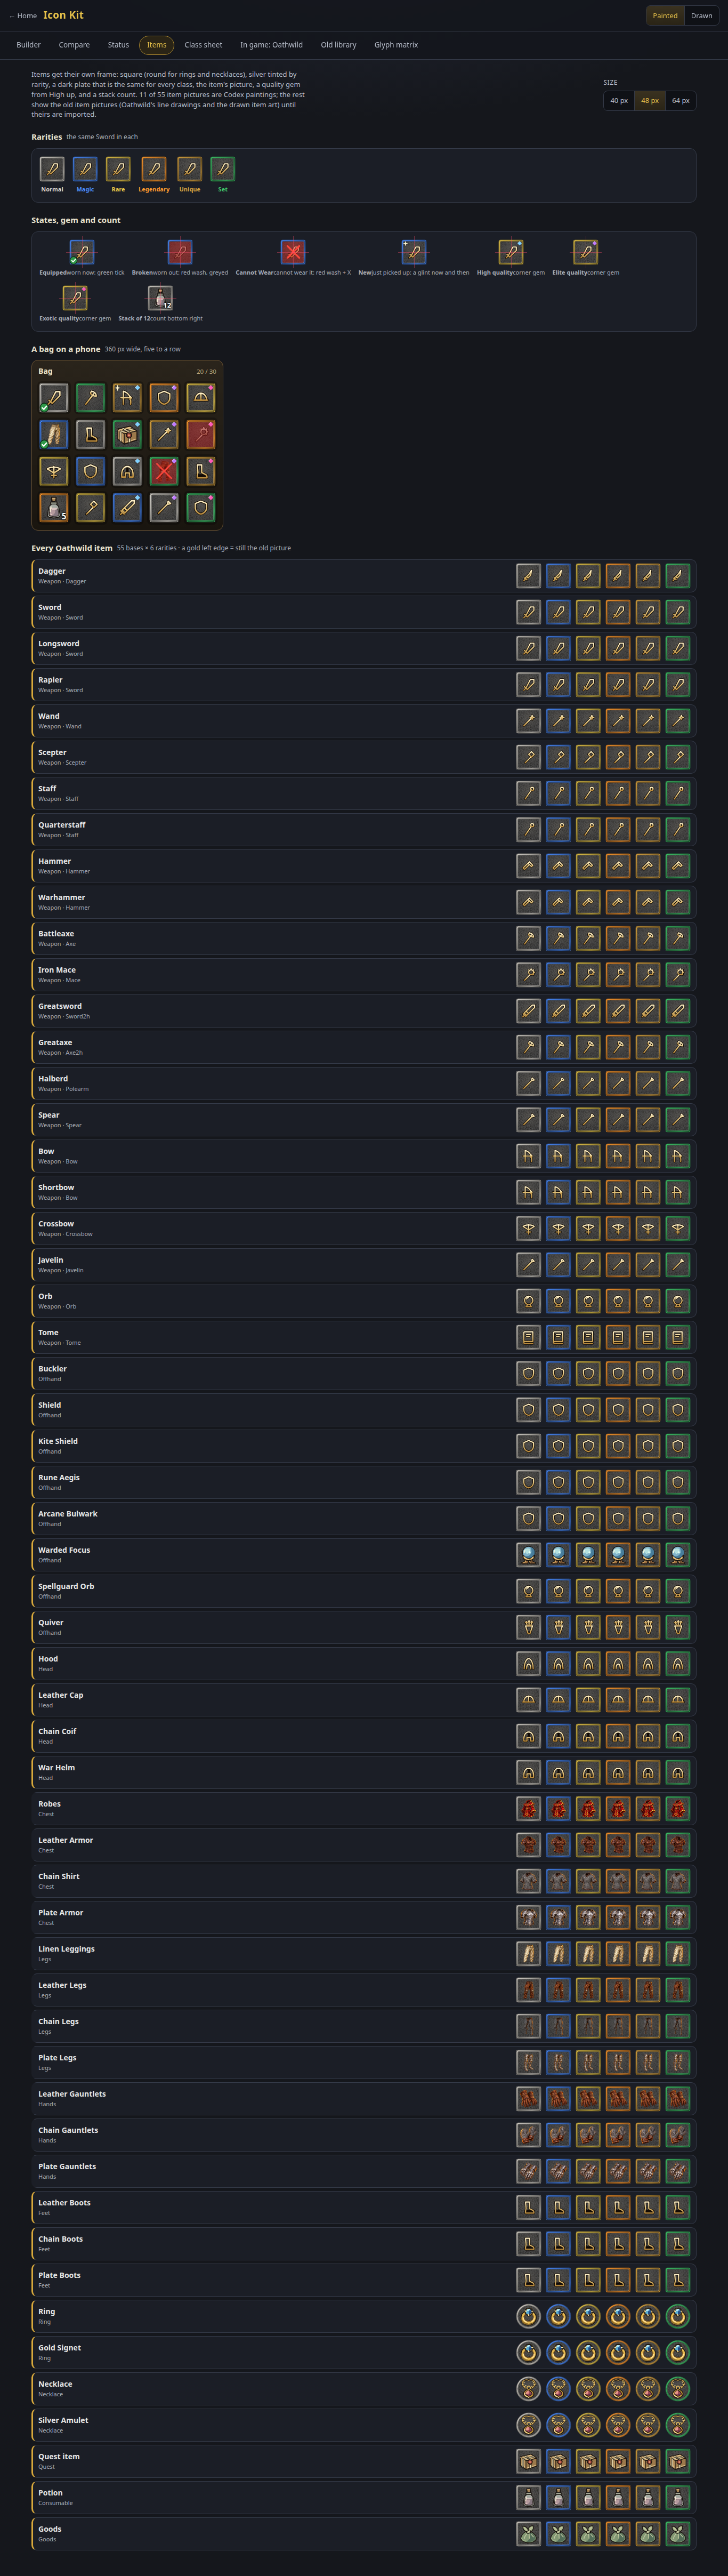 ← Home Icon Kit Painted Drawn
Builder Compare Status Items Class sheet In game: Oathwild Old library Glyph matrix
Items get their own frame: square (round for rings and necklaces), silver tinted by
rarity, a dark plate that is the same for every class, the item's picture, a quality gem
from High up, and a stack count. 11 of 55 item pictures are Codex paintings; the rest
show the old item pictures (Oathwild's line drawings and the drawn item art) until
theirs are imported.
SIZE
40 px 48 px 64 px
Rarities the same Sword in each
Normal Magic Rare Legendary Unique Set
States, gem and count
Equippedworn now: green tick Brokenworn out: red wash, greyed Cannot Wearcannot wear it: red wash + X Newjust picked up: a glint now and then High qualitycorner gem Elite qualitycorner gem
12
Exotic qualitycorner gem Stack of 12count bottom right
A bag on a phone 360 px wide, five to a row
Bag 20 / 30
5
Every Oathwild item 55 bases × 6 rarities · a gold left edge = still the old picture
Dagger
Weapon · Dagger
Sword
Weapon · Sword
Longsword
Weapon · Sword
Rapier
Weapon · Sword
Wand
Weapon · Wand
Scepter
Weapon · Scepter
Staff
Weapon · Staff
Quarterstaff
Weapon · Staff
Hammer
Weapon · Hammer
Warhammer
Weapon · Hammer
Battleaxe
Weapon · Axe
Iron Mace
Weapon · Mace
Greatsword
Weapon · Sword2h
Greataxe
Weapon · Axe2h
Halberd
Weapon · Polearm
Spear
Weapon · Spear
Bow
Weapon · Bow
Shortbow
Weapon · Bow
Crossbow
Weapon · Crossbow
Javelin
Weapon · Javelin
Orb
Weapon · Orb
Tome
Weapon · Tome
Buckler
Offhand
Shield
Offhand
Kite Shield
Offhand
Rune Aegis
Offhand
Arcane Bulwark
Offhand
Warded Focus
Offhand
Spellguard Orb
Offhand
Quiver
Offhand
Hood
Head
Leather Cap
Head
Chain Coif
Head
War Helm
Head
Robes
Chest
Leather Armor
Chest
Chain Shirt
Chest
Plate Armor
Chest
Linen Leggings
Legs
Leather Legs
Legs
Chain Legs
Legs
Plate Legs
Legs
Leather Gauntlets
Hands
Chain Gauntlets
Hands
Plate Gauntlets
Hands
Leather Boots
Feet
Chain Boots
Feet
Plate Boots
Feet
Ring
Ring
Gold Signet
Ring
Necklace
Necklace
Silver Amulet
Necklace
Quest item
Quest
Potion
Consumable
Goods
Goods